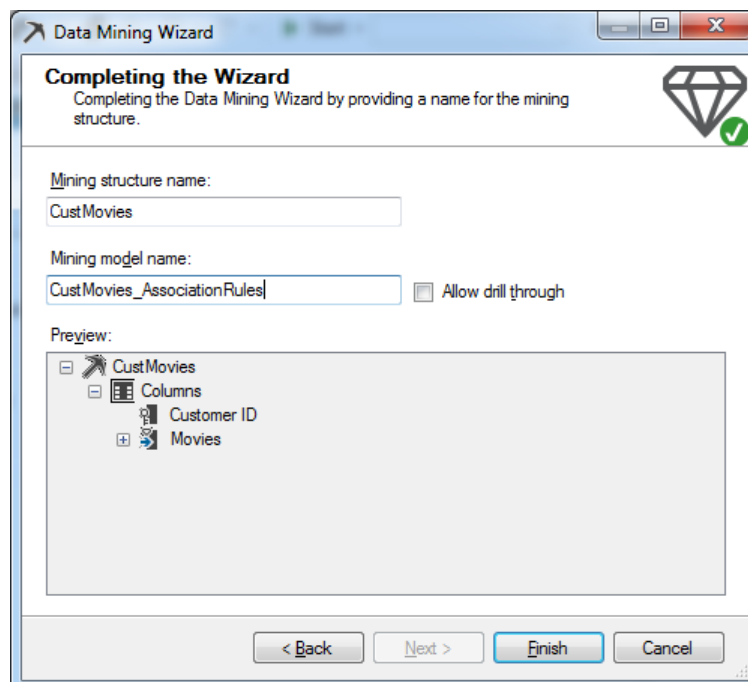 Data Mining Wizard
Start
Completing the Wizard
Completing the Data Mining Wizard by providing a name for the mining
structure.
Mining structure name:
CustMovies
Mining model name:
CustMovies_AssociationRules
Allow drill through
Preview:
CustMovies
Columns
Customer ID
Movies
< Back
Next >
Finish
Cancel